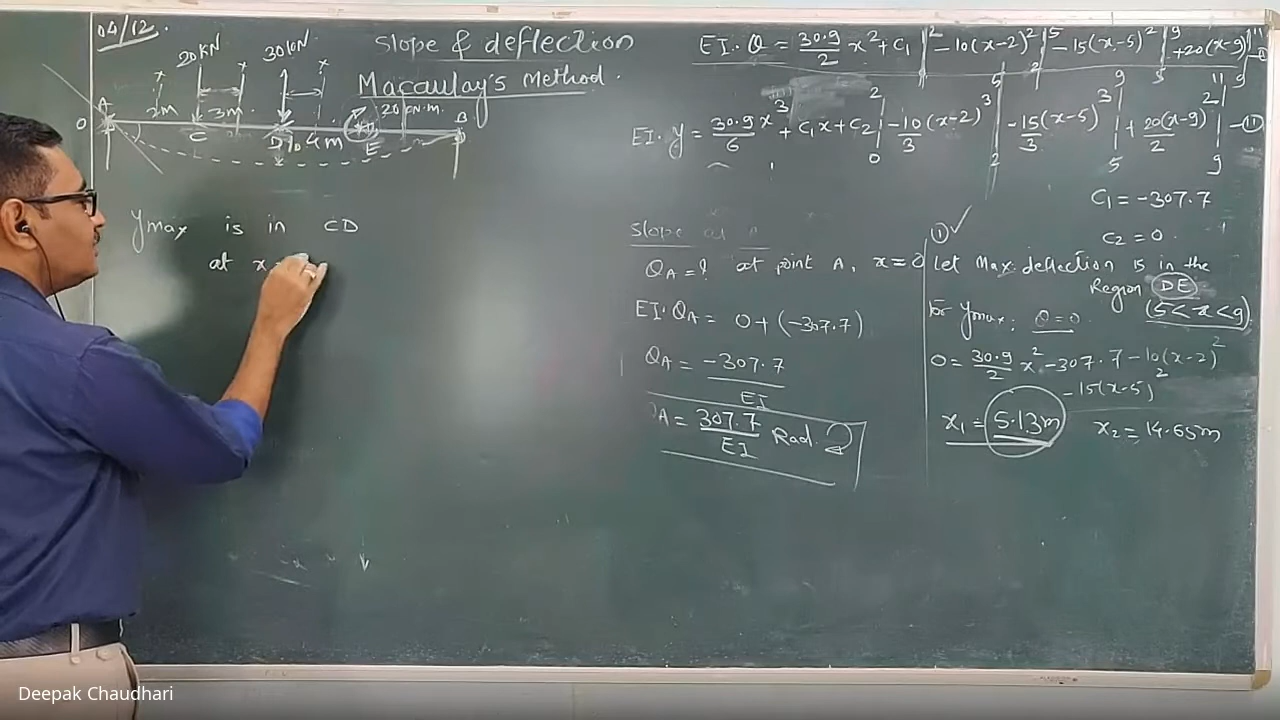 04/12.
slope & deflection
Macaulay's Method.
20KN
30KN
2m
3m
4m
20 KN.m
A
B
C
D
E
0
ymax is in CD
at x =
EI. Q = 30.9/2 x² + C1 | -10(x-2)² | -15(x-5)² | +20(x-9) |
EI. y = 30.9/6 x³ + C1x + C2 | -10/3 (x-2)³ | -15/3 (x-5)³ | + 20(x-9)²/2 |
C1 = -307.7
C2 = 0
slope at
QA = ? at point A, x = 0
EI. QA = 0 + (-307.7)
QA = -307.7/EI
A = 307.7/EI Rad.
① ✓
Let Max. deflection is in the
Region DE
For ymax, Q = 0 (5<x<9)
0 = 30.9/2 x² - 307.7 - 10(x-2)²
-15(x-5)²
x1 = 5.13m x2 = 14.65m
Deepak Chaudhari